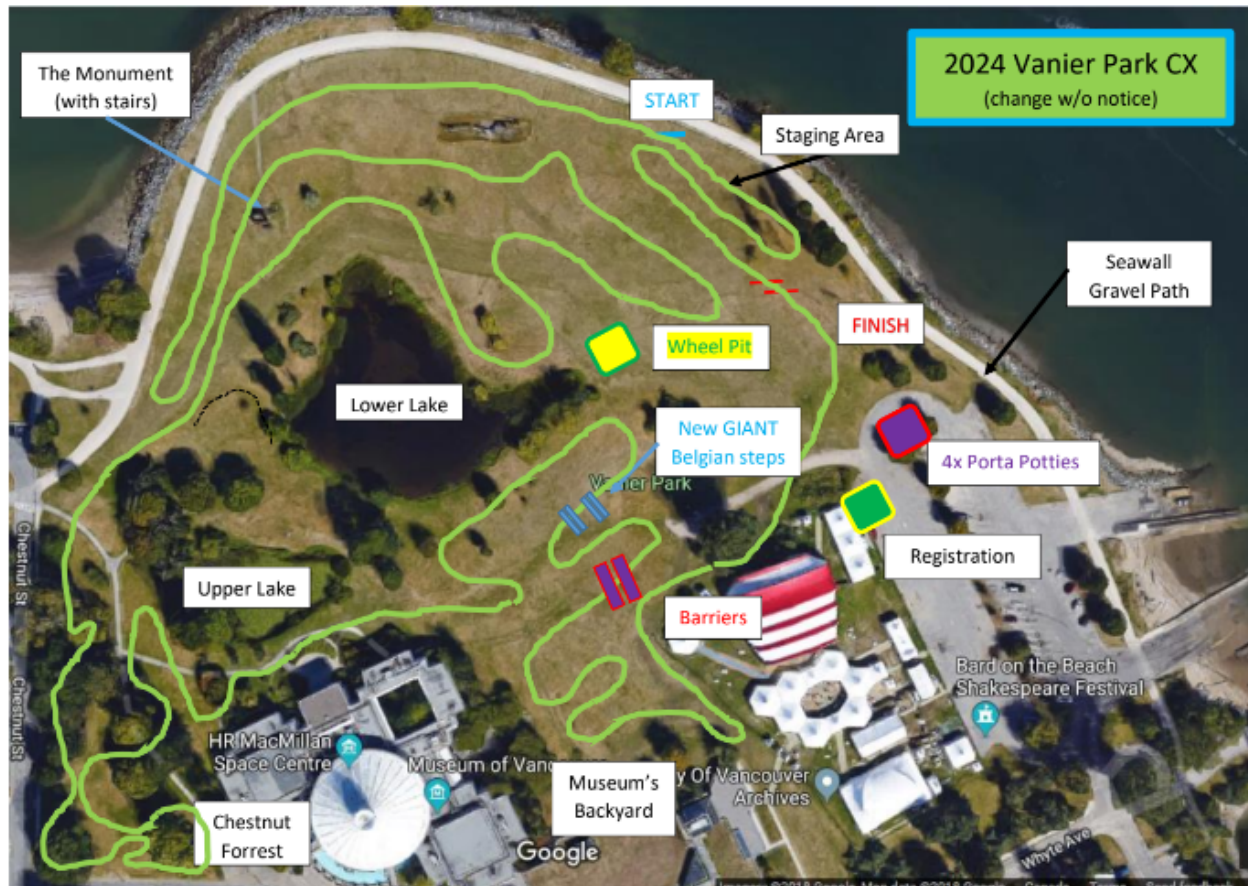 2024 Vanier Park CX
(change w/o notice)
The Monument
(with stairs)
START
Staging Area
Seawall
Gravel Path
FINISH
Wheel Pit
Lower Lake
New GIANT
Belgian steps
4x Porta Potties
Vanier Park
Registration
Chestnut St
Upper Lake
Barriers
Bard on the Beach
Shakespeare Festival
Chestnut St
HR MacMillan
Space Centre
Museum of Vancouver
Museum's
Backyard
y Of Vancouver
Archives
Chestnut
Forrest
Google
Whyte Ave